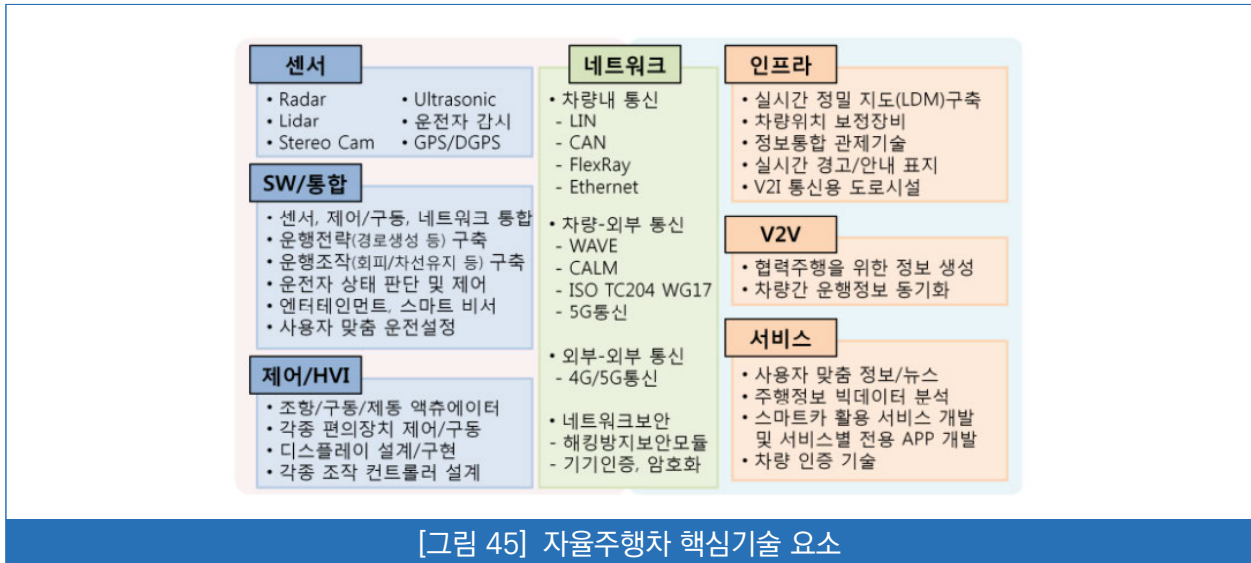 센서
• Radar
• Lidar
• Stereo Cam
• Ultrasonic
• 운전자 감시
• GPS/DGPS
SW/통합
• 센서, 제어/구동, 네트워크 통합
• 운행전략(경로생성 등) 구축
• 운행조작(회피/차선유지 등) 구축
• 운전자 상태 판단 및 제어
• 엔터테인먼트, 스마트 비서
• 사용자 맞춤 운전설정
제어/HVI
• 조향/구동/제동 액츄에이터
• 각종 편의장치 제어/구동
• 디스플레이 설계/구현
• 각종 조작 컨트롤러 설계
네트워크
• 차량내 통신
- LIN
- CAN
- FlexRay
- Ethernet
• 차량-외부 통신
- WAVE
- CALM
- ISO TC204 WG17
- 5G통신
• 외부-외부 통신
- 4G/5G통신
• 네트워크보안
- 해킹방지보안모듈
- 기기인증, 암호화
인프라
• 실시간 정밀 지도(LDM)구축
• 차량위치 보정장비
• 정보통합 관제기술
• 실시간 경고/안내 표지
• V2I 통신용 도로시설
V2V
• 협력주행을 위한 정보 생성
• 차량간 운행정보 동기화
서비스
• 사용자 맞춤 정보/뉴스
• 주행정보 빅데이터 분석
• 스마트카 활용 서비스 개발
및 서비스별 전용 APP 개발
• 차량 인증 기술
[그림 45] 자율주행차 핵심기술 요소